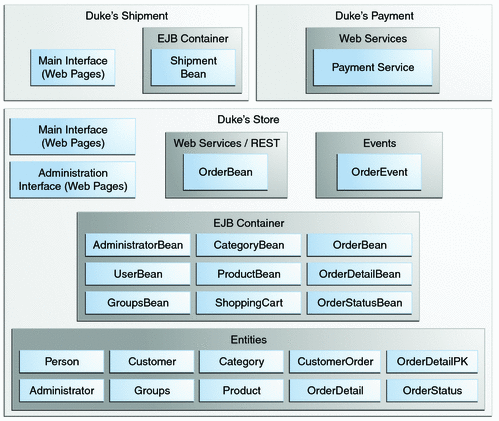 Duke's Shipment
Main Interface
(Web Pages)
EJB Container
Shipment
Bean
Duke's Payment
Web Services
Payment Service
Duke's Store
Main Interface
(Web Pages)
Administration
Interface (Web Pages)
Web Services / REST
OrderBean
Events
OrderEvent
EJB Container
AdministratorBean
CategoryBean
OrderBean
UserBean
ProductBean
OrderDetailBean
GroupsBean
ShoppingCart
OrderStatusBean
Entities
Person
Customer
Category
CustomerOrder
OrderDetailPK
Administrator
Groups
Product
OrderDetail
OrderStatus